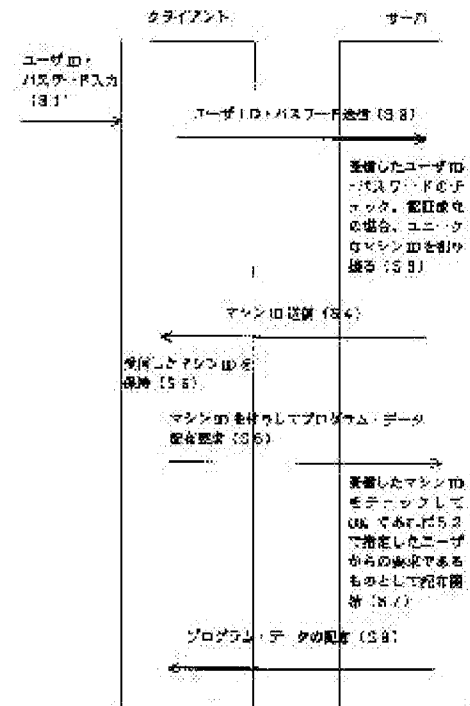 クライアント
サーバ
ユーザID・
パスワード入力
(S1)
ユーザID・パスワード送信 (S2)
受信したユーザID
・パスワードのチ
ェック、認証成功
の場合、ユニーク
なマシンIDを割り
振る (S3)
マシンID送信 (S4)
受信したマシンIDを
保持 (S5)
マシンIDを付与してプログラム・データ
配布要求 (S6)
受信したマシンID
をチェックして
OKであればS2
で指定したユーザ
からの要求である
ものとして配布開
始 (S7)
プログラム・データの配布 (S8)